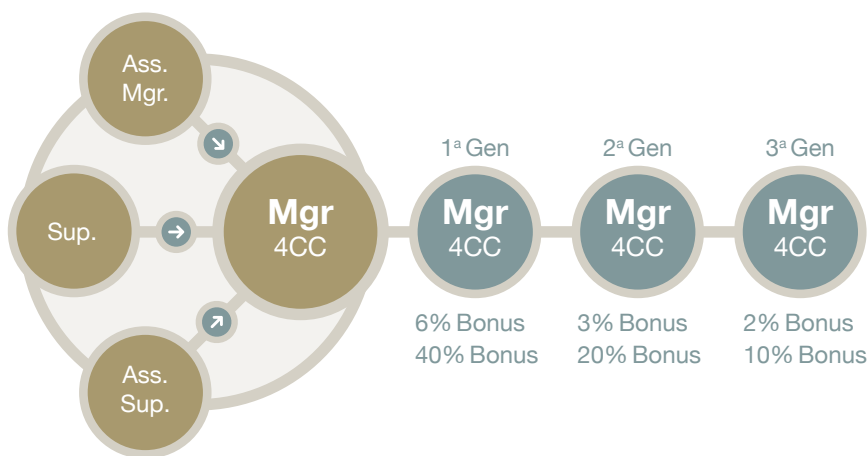 Ass.
Mgr.
Sup.
Ass.
Sup.
Mgr
4CC
1ª Gen
Mgr
4CC
6% Bonus
40% Bonus
2ª Gen
Mgr
4CC
3% Bonus
20% Bonus
3ª Gen
Mgr
4CC
2% Bonus
10% Bonus